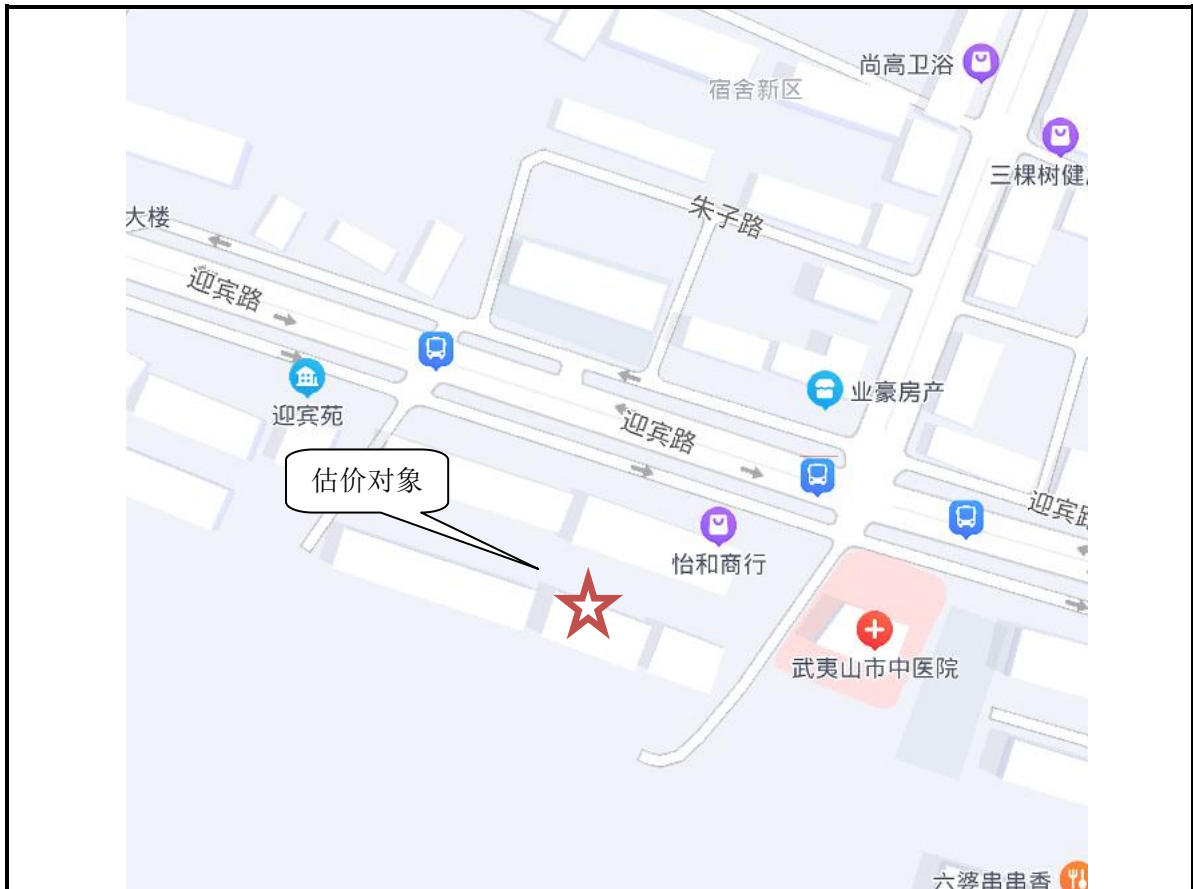 尚高卫浴
宿舍新区
三棵树健
朱子路
大楼
迎宾路
迎宾苑
业豪房产
迎宾路
估价对象
迎宾
怡和商行
武夷山市中医院
六婆串串香